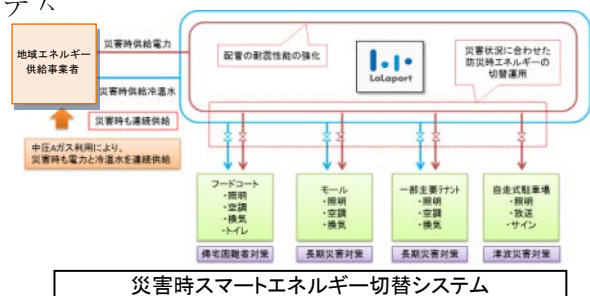 テム
地域エネルギー
供給事業者
災害時供給電力
災害時供給冷温水
災害時も連続供給
中圧Aガス利用により、
災害時も電力と冷温水を連続供給
配管の耐震性能の強化
LaLaport
災害状況に合わせた
防災時エネルギーの
切替運用
フードコート
・照明
・空調
・換気
・トイレ
帰宅困難者対策
モール
・照明
・空調
・換気
長期災害対策
一部主要テナント
・照明
・空調
・換気
長期災害対策
自走式駐車場
・照明
・放送
・サイン
津波災害対策
災害時スマートエネルギー切替システム